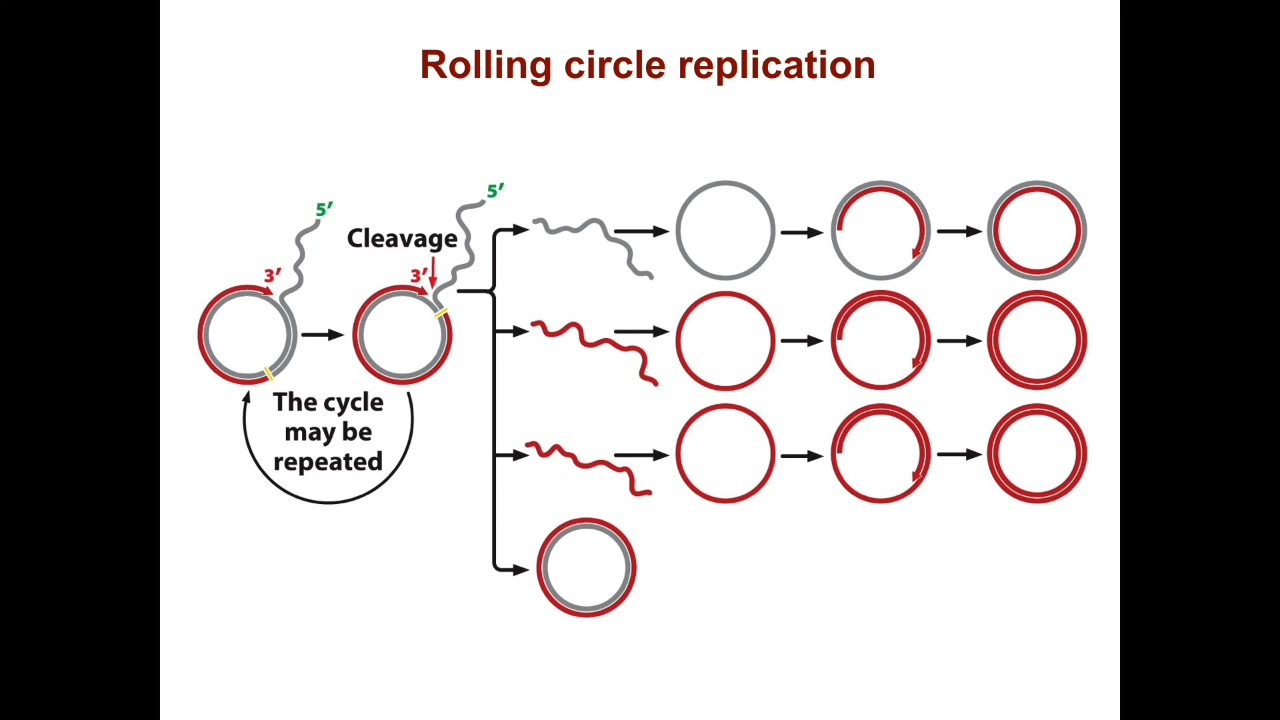 Rolling circle replication
5′
3′
Cleavage
5′
3′
The cycle
may be
repeated